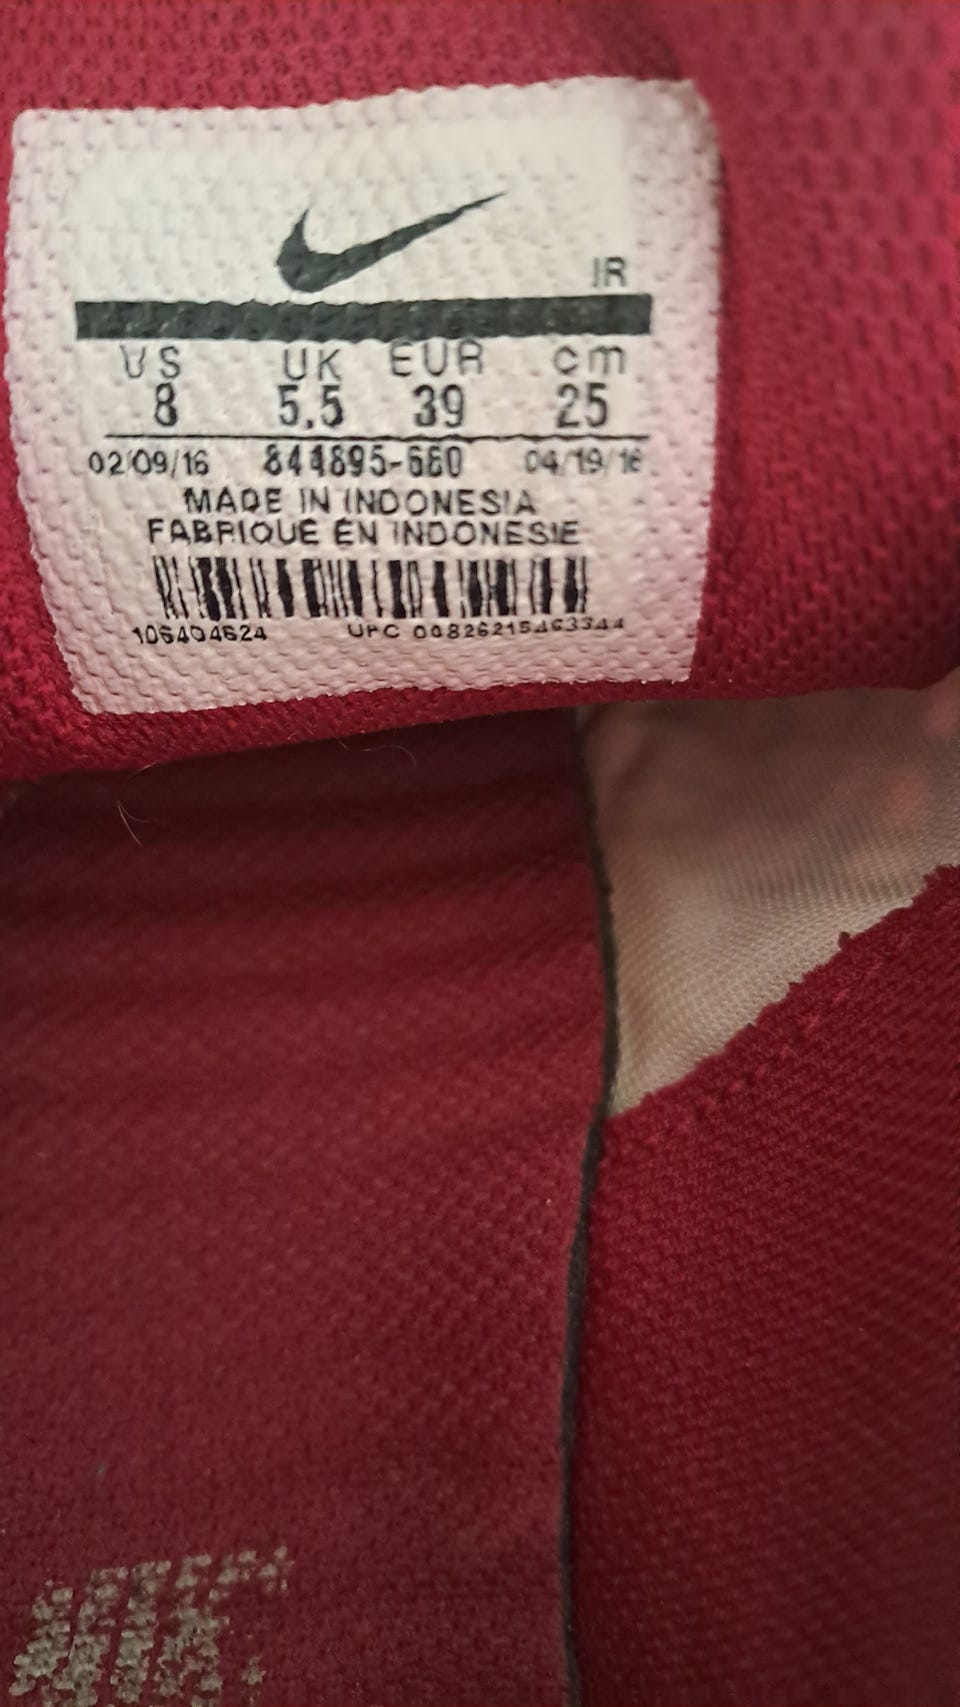 IR
US UK EUR cm
8 5.5 39 25
02/09/16 844895-660 04/19/16
MADE IN INDONESIA
FABRIQUE EN INDONESIE
106404624 UPC 00826215463344